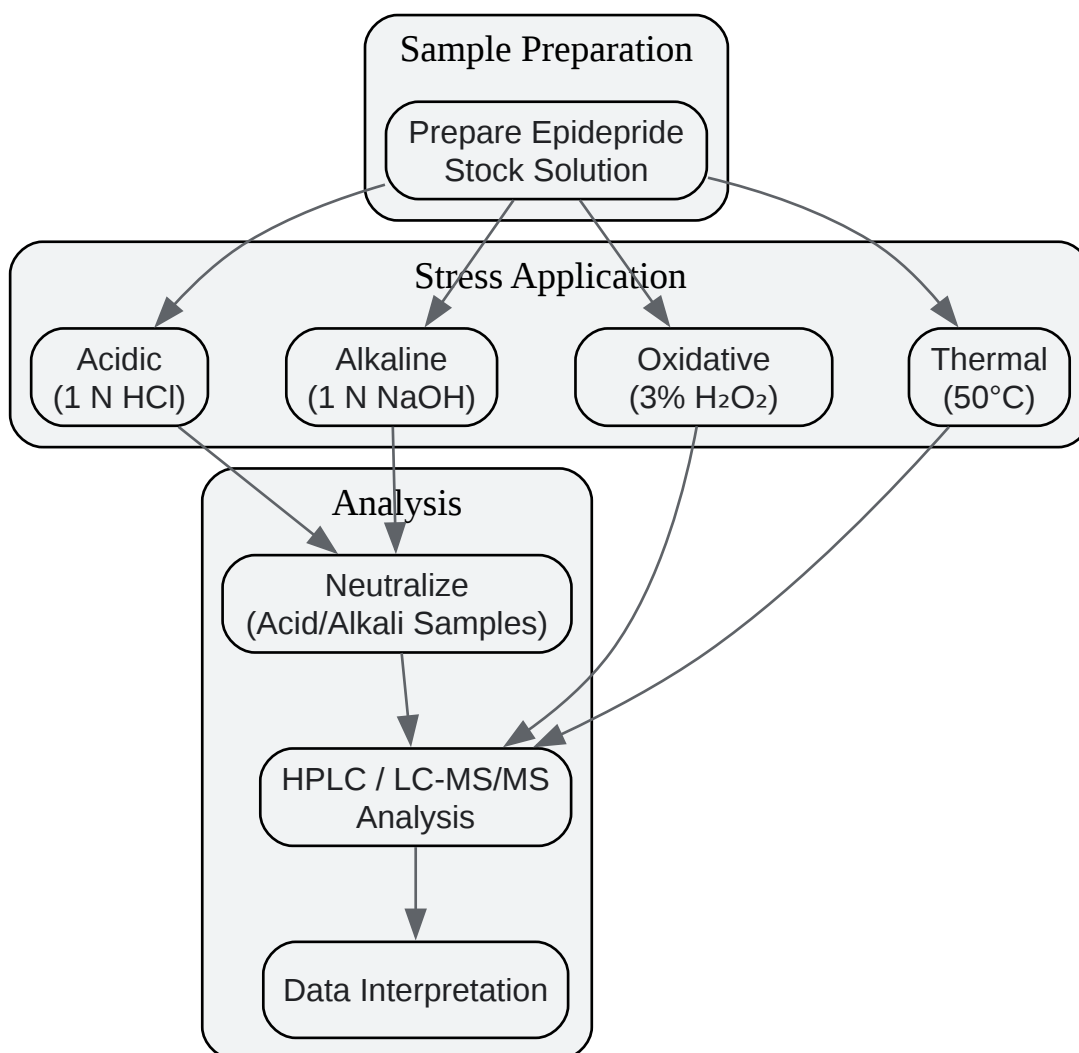 Sample Preparation
Prepare Epidepride
Stock Solution
Stress Application
Acidic
(1 N HCl)
Alkaline
(1 N NaOH)
Oxidative
(3% H₂O₂)
Thermal
(50°C)
Analysis
Neutralize
(Acid/Alkali Samples)
HPLC / LC-MS/MS
Analysis
Data Interpretation